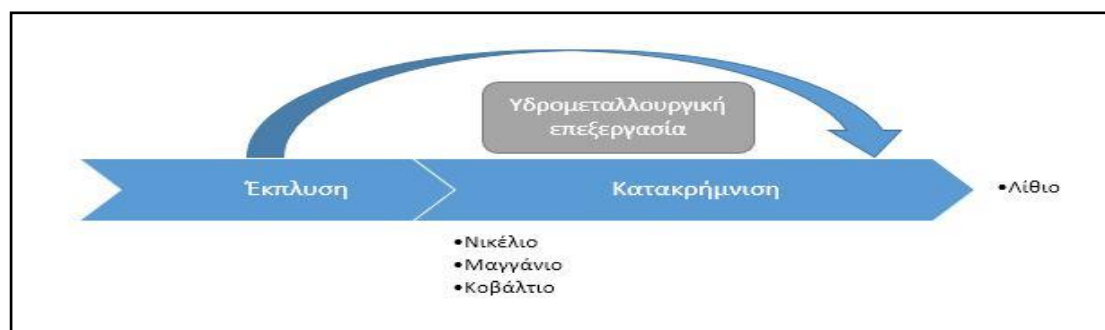 Υδρομεταλλουργική
επεξεργασία
Έκπλυση
Κατακρήμνιση
•Λίθιο
•Νικέλιο
•Μαγγάνιο
•Κοβάλτιο